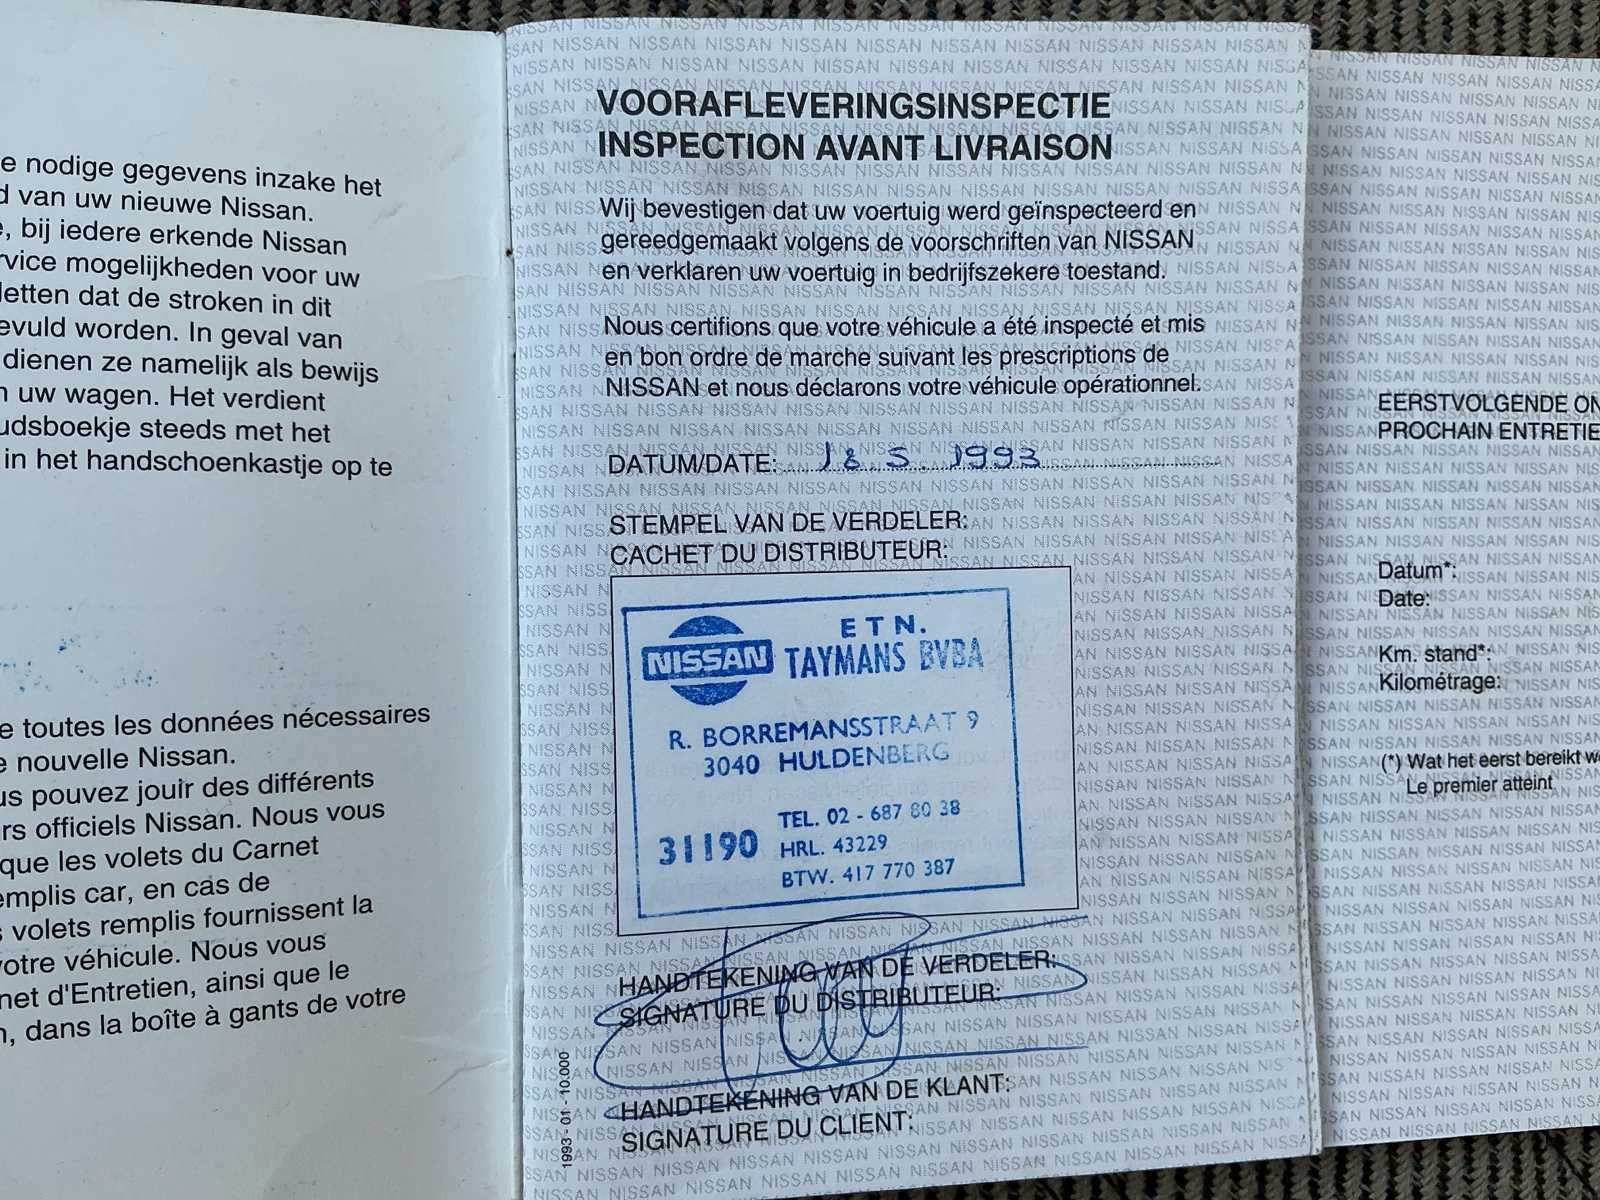 e nodige gegevens inzake het
d van uw nieuwe Nissan.
e, bij iedere erkende Nissan
rvice mogelijkheden voor uw
letten dat de stroken in dit
evuld worden. In geval van
dienen ze namelijk als bewijs
n uw wagen. Het verdient
udsboekje steeds met het
in het handschoenkastje op te
e toutes les données nécessaires
e nouvelle Nissan.
us pouvez jouir des différents
rs officiels Nissan. Nous vous
que les volets du Carnet
emplis car, en cas de
s volets remplis fournissent la
votre véhicule. Nous vous
net d'Entretien, ainsi que le
n, dans la boîte à gants de votre
VOORAFLEVERINGSINSPECTIE
INSPECTION AVANT LIVRAISON
Wij bevestigen dat uw voertuig werd geïnspecteerd en
gereedgemaakt volgens de voorschriften van NISSAN
en verklaren uw voertuig in bedrijfszekere toestand.
Nous certifions que votre véhicule a été inspecté et mis
en bon ordre de marche suivant les prescriptions de
NISSAN et nous déclarons votre véhicule opérationnel.
DATUM/DATE: 18 5 1993
STEMPEL VAN DE VERDELER:
CACHET DU DISTRIBUTEUR:
NISSAN
ETN.
TAYMANS BVBA
R. BORREMANSSTRAAT 9
3040 HULDENBERG
TEL. 02 - 687 80 38
31190 HRL. 43229
BTW. 417 770 387
HANDTEKENING VAN DE VERDELER:
SIGNATURE DU DISTRIBUTEUR:
HANDTEKENING VAN DE KLANT:
SIGNATURE DU CLIENT:
1993 - 01 - 10.000
EERSTVOLGENDE ON
PROCHAIN ENTRETIE
Datum*:
Date:
Km. stand*:
Kilométrage:
(*) Wat het eerst bereikt w
Le premier atteint